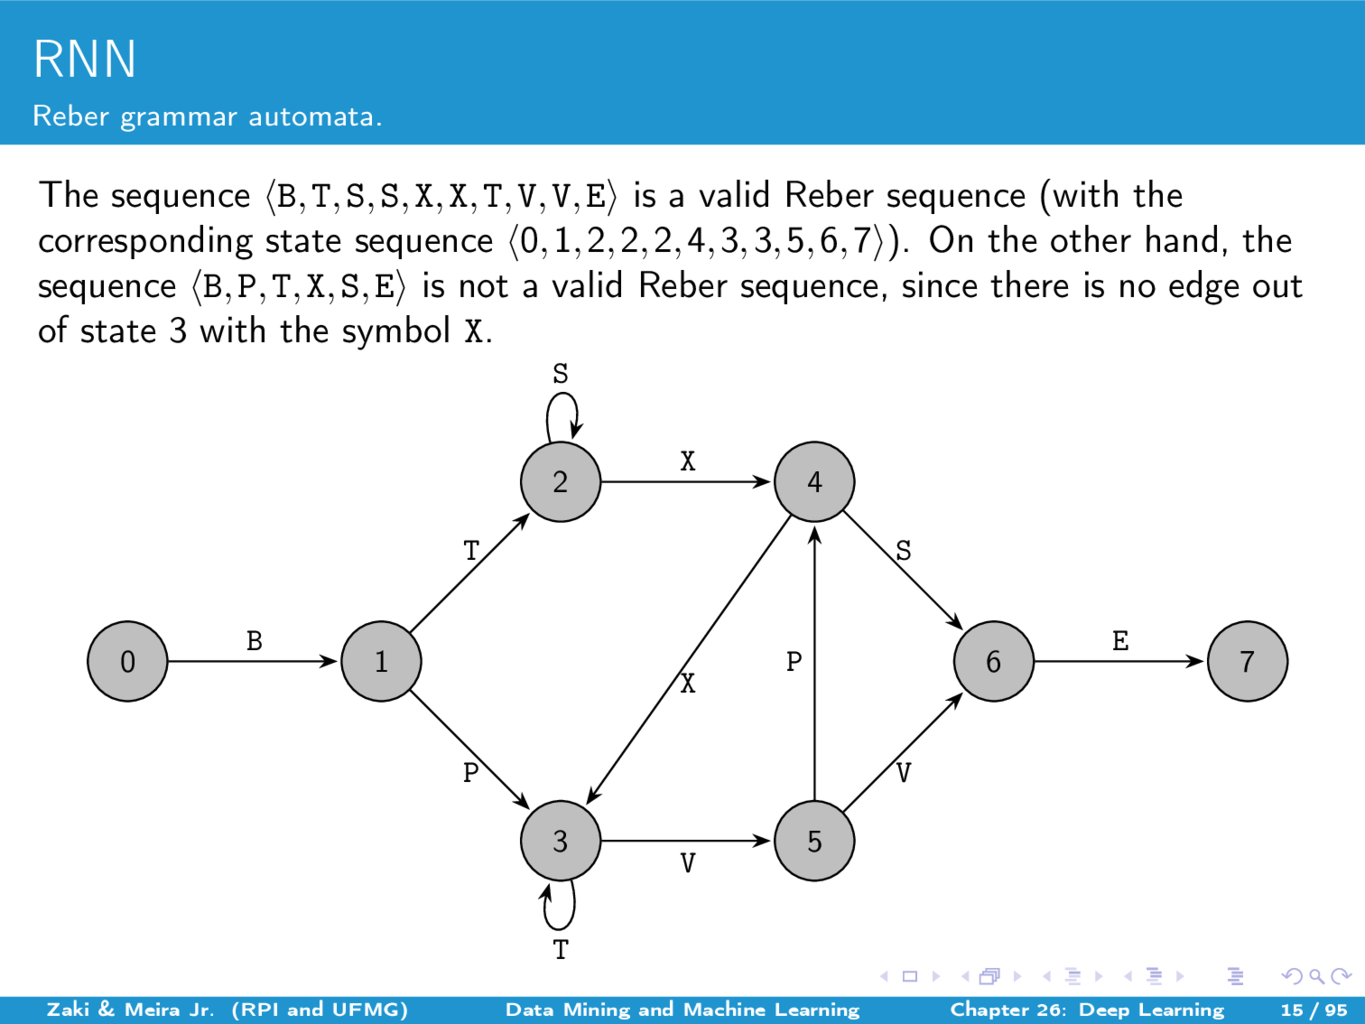 RNN
Reber grammar automata.
The sequence ⟨B, T, S, S, X, X, T, V, V, E⟩ is a valid Reber sequence (with the
corresponding state sequence ⟨0, 1, 2, 2, 2, 4, 3, 3, 5, 6, 7⟩). On the other hand, the
sequence ⟨B, P, T, X, S, E⟩ is not a valid Reber sequence, since there is no edge out
of state 3 with the symbol X.
S
2
X
4
T
S
0
B
1
P
6
E
7
X
P
V
3
V
5
T
Zaki & Meira Jr. (RPI and UFMG)
Data Mining and Machine Learning
Chapter 26: Deep Learning
15 / 95